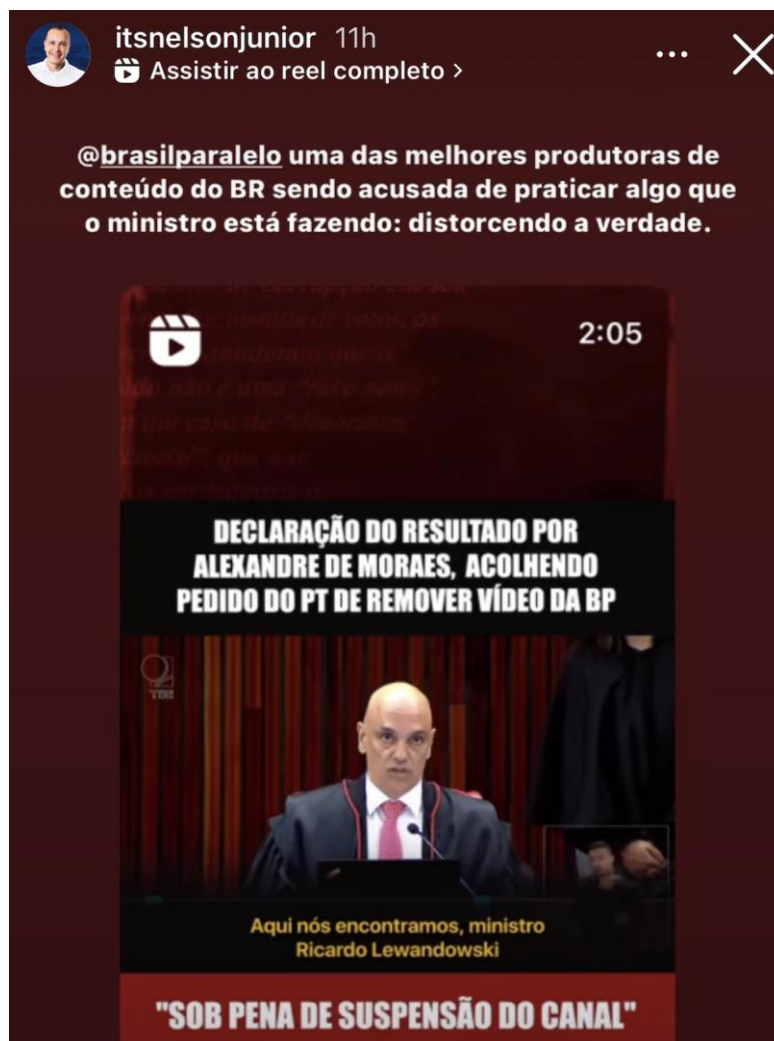 itsnelsonjunior 11h
Assistir ao reel completo >
@brasilparalelo uma das melhores produtoras de
conteúdo do BR sendo acusada de praticar algo que
o ministro está fazendo: distorcendo a verdade.
2:05
DECLARAÇÃO DO RESULTADO POR
ALEXANDRE DE MORAES, ACOLHENDO
PEDIDO DO PT DE REMOVER VÍDEO DA BP
Aqui nós encontramos, ministro
Ricardo Lewandowski
"SOB PENA DE SUSPENSÃO DO CANAL"